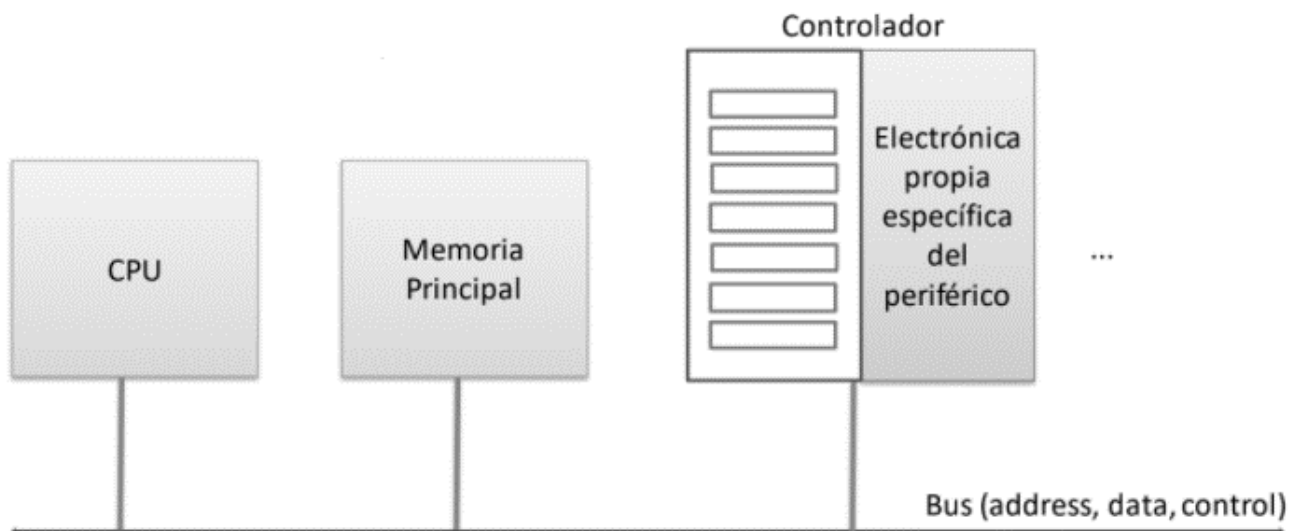 Controlador
CPU
Memoria
Principal
Electrónica
propia
específica
del
periférico
...
Bus (address, data, control)